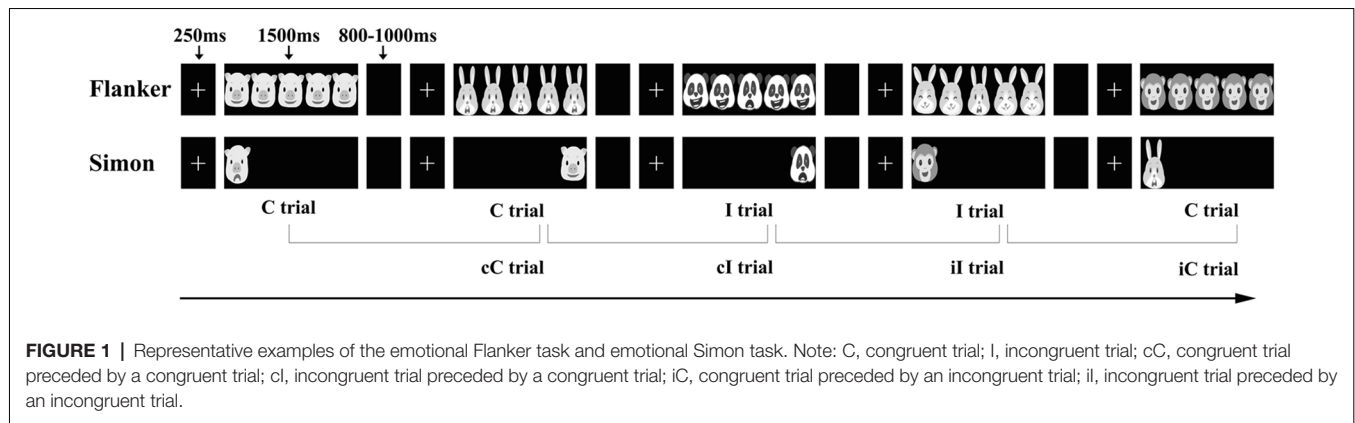 250ms 1500ms 800-1000ms
Flanker
Simon
C trial C trial I trial I trial C trial
cC trial cI trial iI trial iC trial
FIGURE 1 | Representative examples of the emotional Flanker task and emotional Simon task. Note: C, congruent trial; I, incongruent trial; cC, congruent trial
preceded by a congruent trial; cI, incongruent trial preceded by a congruent trial; iC, congruent trial preceded by an incongruent trial; iI, incongruent trial preceded by
an incongruent trial.